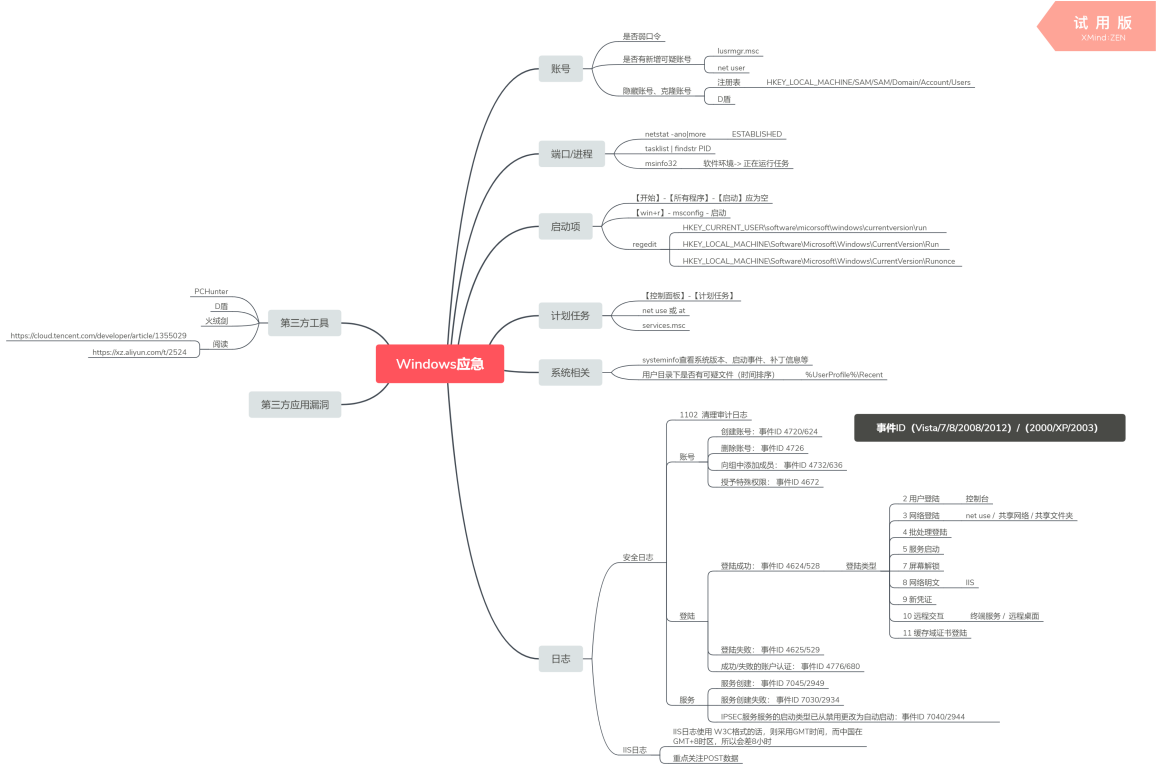 试 用 版
XMind:ZEN
Windows应急
账号
是否弱口令
是否有新增可疑账号
lusrmgr.msc
net user
隐藏账号、克隆账号
注册表
HKEY_LOCAL_MACHINE/SAM/SAM/Domain/Account/Users
D盾
端口/进程
netstat -ano|more
ESTABLISHED
tasklist | findstr PID
msinfo32
软件环境-> 正在运行任务
启动项
【开始】-【所有程序】-【启动】应为空
【win+r】- msconfig - 启动
regedit
HKEY_CURRENT_USER\software\micorsoft\windows\currentversion\run
HKEY_LOCAL_MACHINE\Software\Microsoft\Windows\CurrentVersion\Run
HKEY_LOCAL_MACHINE\Software\Microsoft\Windows\CurrentVersion\Runonce
计划任务
【控制面板】-【计划任务】
net use 或 at
services.msc
系统相关
systeminfo查看系统版本、启动事件、补丁信息等
用户目录下是否有可疑文件（时间排序）
%UserProfile%\Recent
日志
安全日志
1102 清理审计日志
账号
创建账号：事件ID 4720/624
删除账号： 事件ID 4726
向组中添加成员： 事件ID 4732/636
授予特殊权限： 事件ID 4672
登陆
登陆成功： 事件ID 4624/528
登陆类型
2 用户登陆
控制台
3 网络登陆
net use / 共享网络 / 共享文件夹
4 批处理登陆
5 服务启动
7 屏幕解锁
8 网络明文
IIS
9 新凭证
10 远程交互
终端服务 / 远程桌面
11 缓存域证书登陆
登陆失败： 事件ID 4625/529
成功/失败的账户认证： 事件ID 4776/680
服务
服务创建： 事件ID 7045/2949
服务创建失败： 事件ID 7030/2934
IPSEC服务服务的启动类型已从禁用更改为自动启动：事件ID 7040/2944
IIS日志
IIS日志使用 W3C格式的话，则采用GMT时间，而中国在
GMT+8时区，所以会差8小时
重点关注POST数据
事件ID（Vista/7/8/2008/2012）/（2000/XP/2003）
第三方工具
PCHunter
D盾
火绒剑
阅读
https://cloud.tencent.com/developer/article/1355029
https://xz.aliyun.com/t/2524
第三方应用漏洞